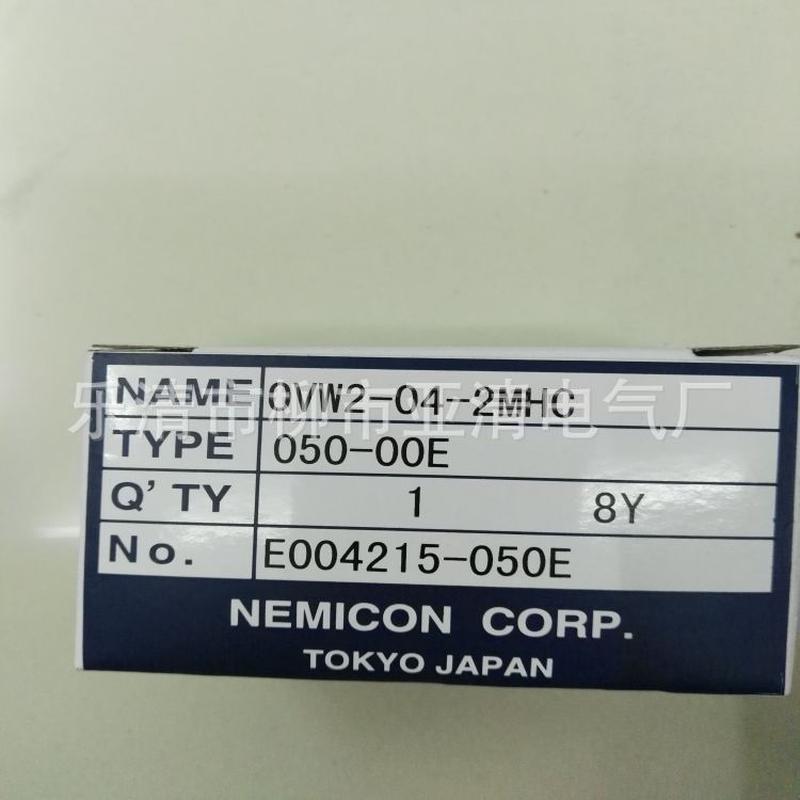 NAME OVW2-04-2MHC
TYPE 050-00E
Q'TY 1 8Y
No. E004215-050E
NEMICON CORP.
TOKYO JAPAN
乐清市柳市亚清电气厂